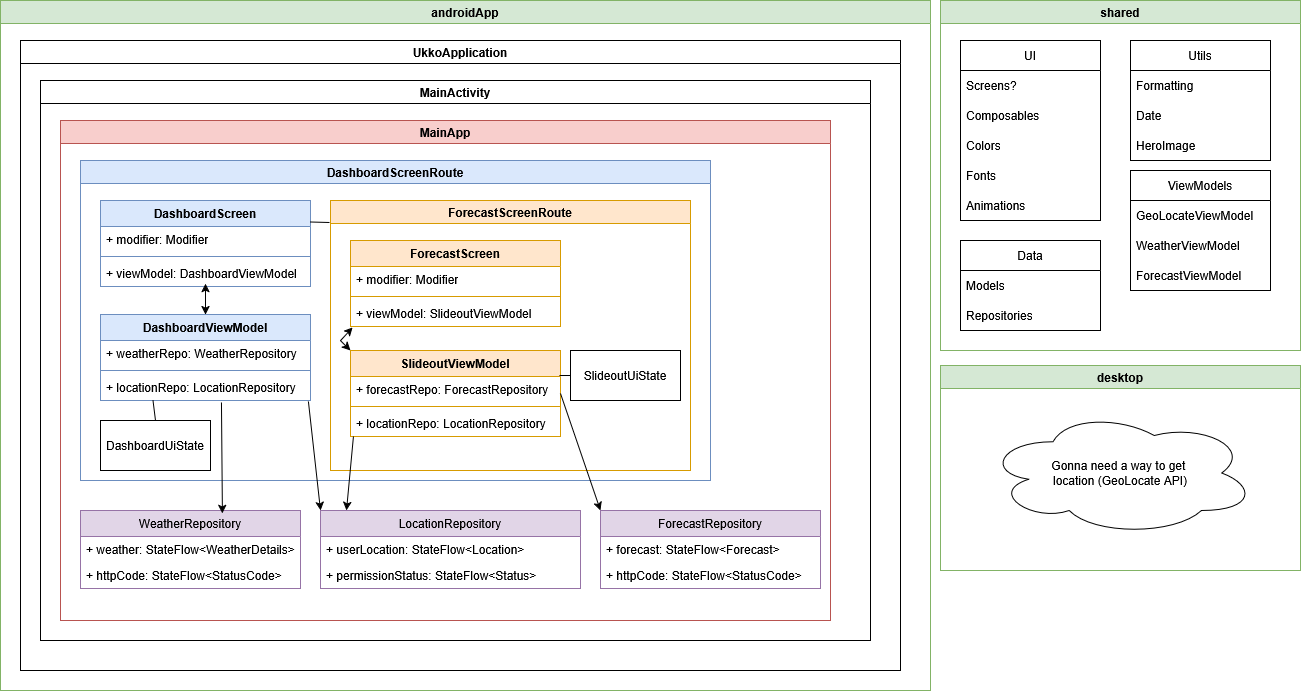 androidApp
UkkoApplication
MainActivity
MainApp
DashboardScreenRoute
DashboardScreen
+ modifier: Modifier
+ viewModel: DashboardViewModel
DashboardViewModel
+ weatherRepo: WeatherRepository
+ locationRepo: LocationRepository
DashboardUiState
ForecastScreenRoute
ForecastScreen
+ modifier: Modifier
+ viewModel: SlideoutViewModel
SlideoutViewModel
+ forecastRepo: ForecastRepository
+ locationRepo: LocationRepository
SlideoutUiState
WeatherRepository
+ weather: StateFlow<WeatherDetails>
+ httpCode: StateFlow<StatusCode>
LocationRepository
+ userLocation: StateFlow<Location>
+ permissionStatus: StateFlow<Status>
ForecastRepository
+ forecast: StateFlow<Forecast>
+ httpCode: StateFlow<StatusCode>
shared
UI
Screens?
Composables
Colors
Fonts
Animations
Data
Models
Repositories
Utils
Formatting
Date
HeroImage
ViewModels
GeoLocateViewModel
WeatherViewModel
ForecastViewModel
desktop
Gonna need a way to get
location (GeoLocate API)